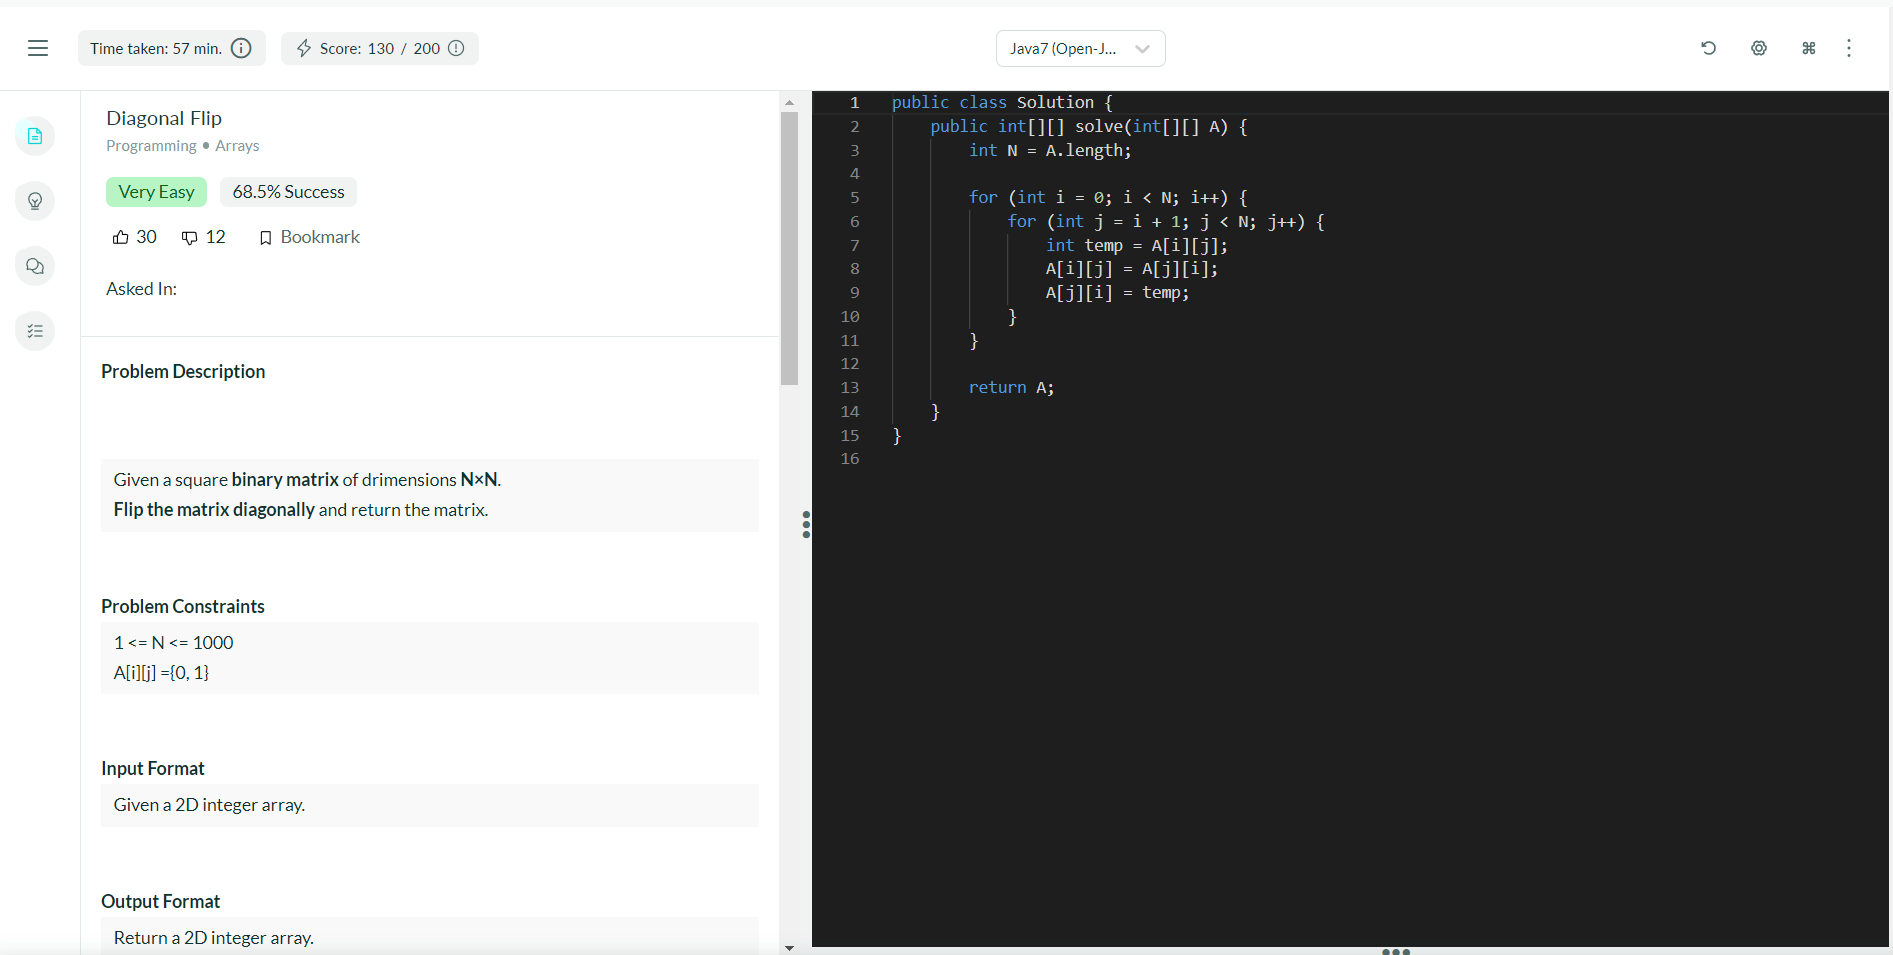 Time taken: 57 min.
Score: 130 / 200
Java7 (Open-J...
Diagonal Flip
Programming • Arrays
Very Easy
68.5% Success
30
12
Bookmark
Asked In:
Problem Description
Given a square binary matrix of drimensions N×N.
Flip the matrix diagonally and return the matrix.
Problem Constraints
1 <= N <= 1000
A[i][j] ={0, 1}
Input Format
Given a 2D integer array.
Output Format
Return a 2D integer array.
1 public class Solution {
2     public int[][] solve(int[][] A) {
3         int N = A.length;
4
5         for (int i = 0; i < N; i++) {
6             for (int j = i + 1; j < N; j++) {
7                 int temp = A[i][j];
8                 A[i][j] = A[j][i];
9                 A[j][i] = temp;
10             }
11         }
12
13         return A;
14     }
15 }
16